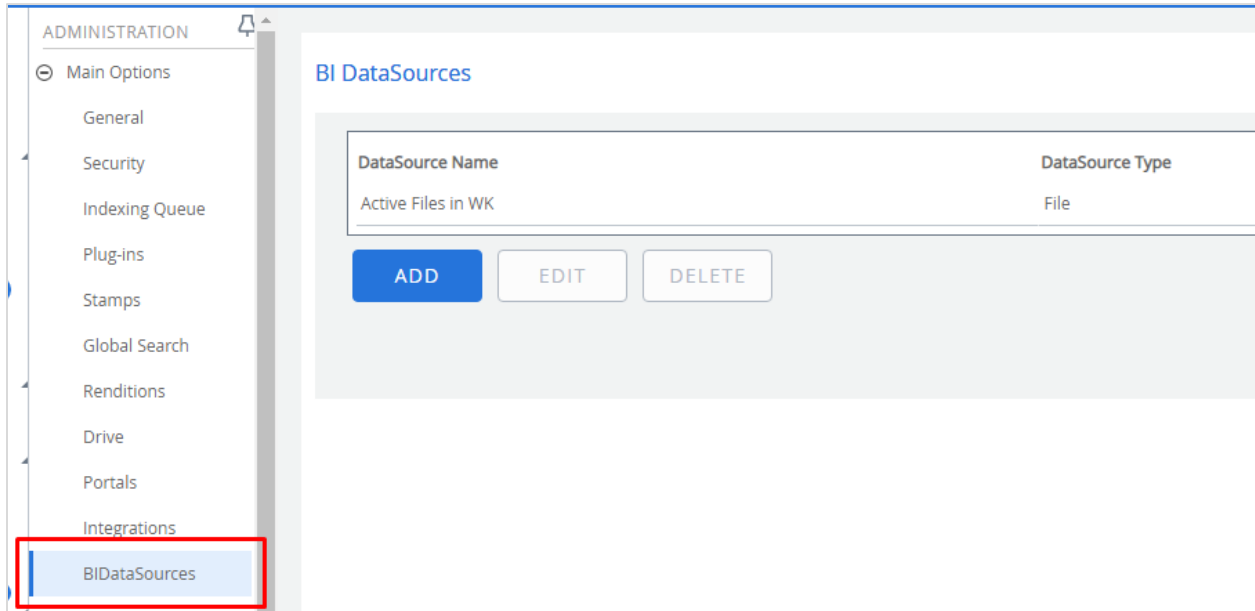 ADMINISTRATION
Main Options
General
Security
Indexing Queue
Plug-ins
Stamps
Global Search
Renditions
Drive
Portals
Integrations
BIDataSources
BI DataSources
DataSource Name DataSource Type
Active Files in WK File
ADD EDIT DELETE